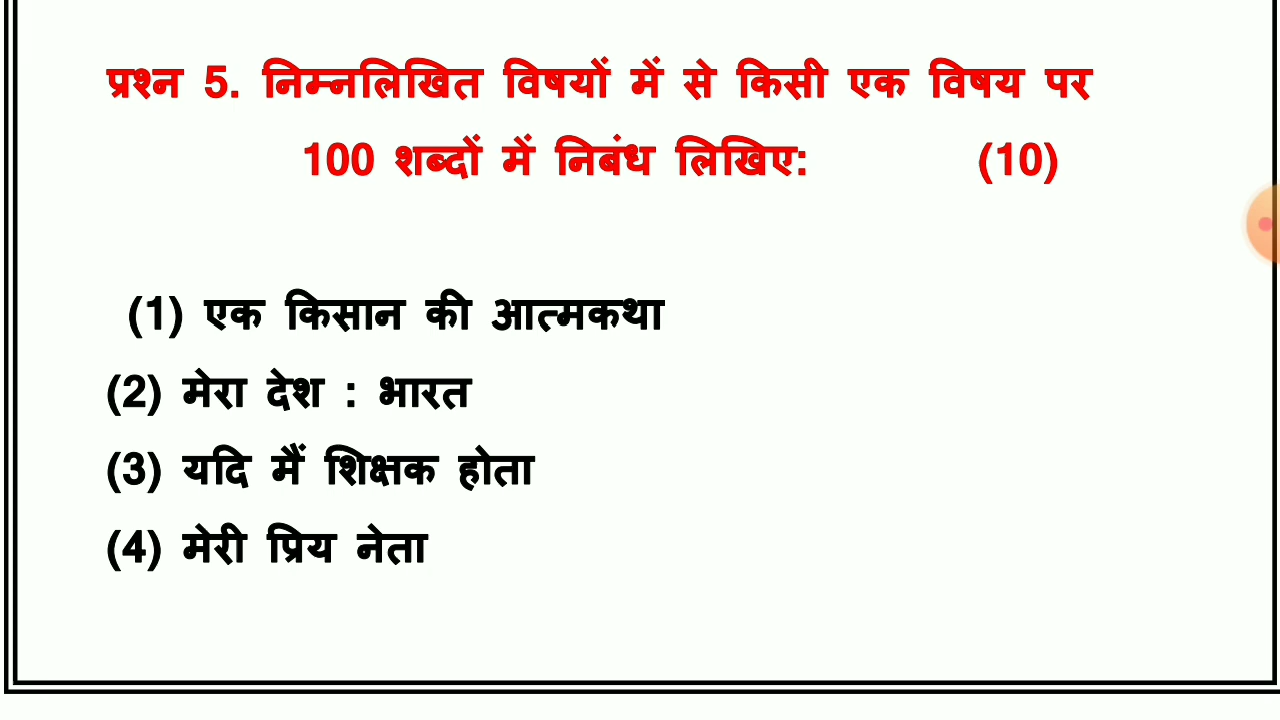 प्रश्न 5. निम्नलिखित विषयों में से किसी एक विषय पर
100 शब्दों में निबंध लिखिए: (10)
(1) एक किसान की आत्मकथा
(2) मेरा देश : भारत
(3) यदि मैं शिक्षक होता
(4) मेरी प्रिय नेता